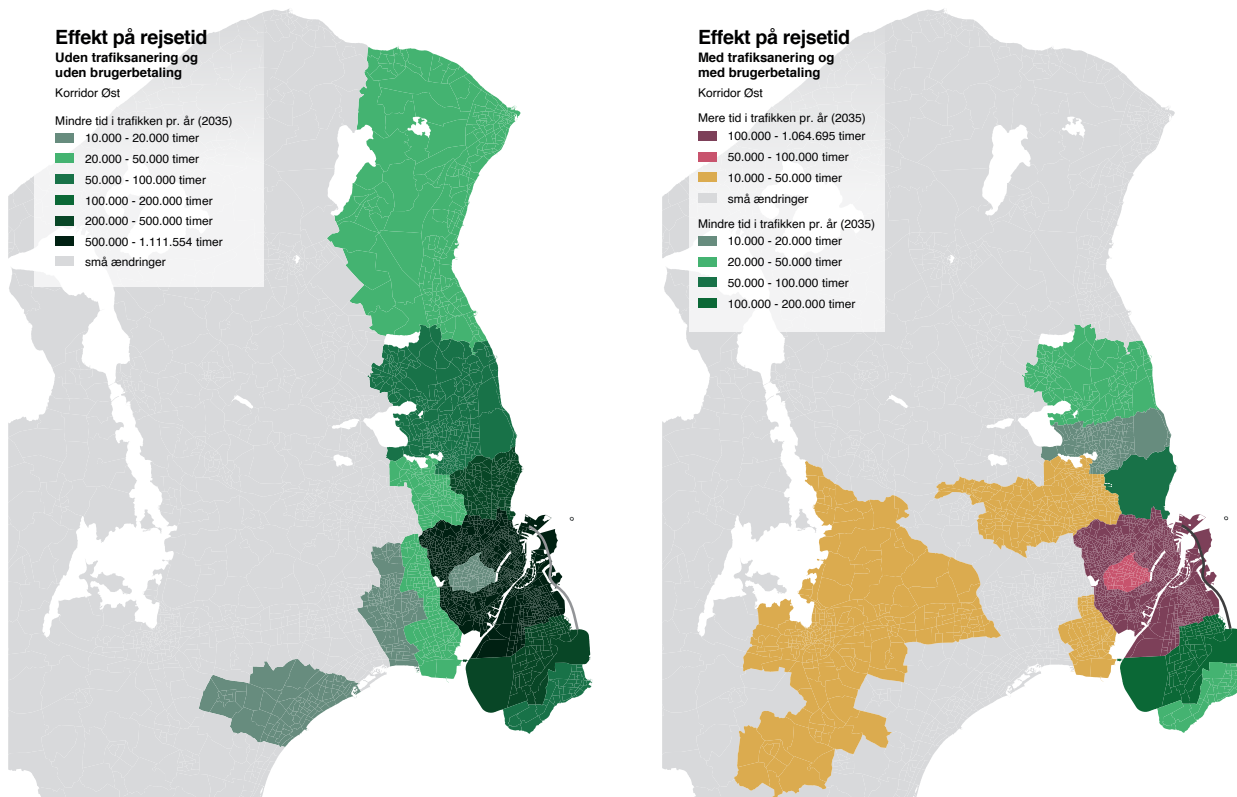 Effekt på rejsetid
Uden trafiksanering og
uden brugerbetaling
Korridor Øst
Mindre tid i trafikken pr. år (2035)
10.000 - 20.000 timer
20.000 - 50.000 timer
50.000 - 100.000 timer
100.000 - 200.000 timer
200.000 - 500.000 timer
500.000 - 1.111.554 timer
små ændringer
Effekt på rejsetid
Med trafiksanering og
med brugerbetaling
Korridor Øst
Mere tid i trafikken pr. år (2035)
100.000 - 1.064.695 timer
50.000 - 100.000 timer
10.000 - 50.000 timer
små ændringer
Mindre tid i trafikken pr. år (2035)
10.000 - 20.000 timer
20.000 - 50.000 timer
50.000 - 100.000 timer
100.000 - 200.000 timer